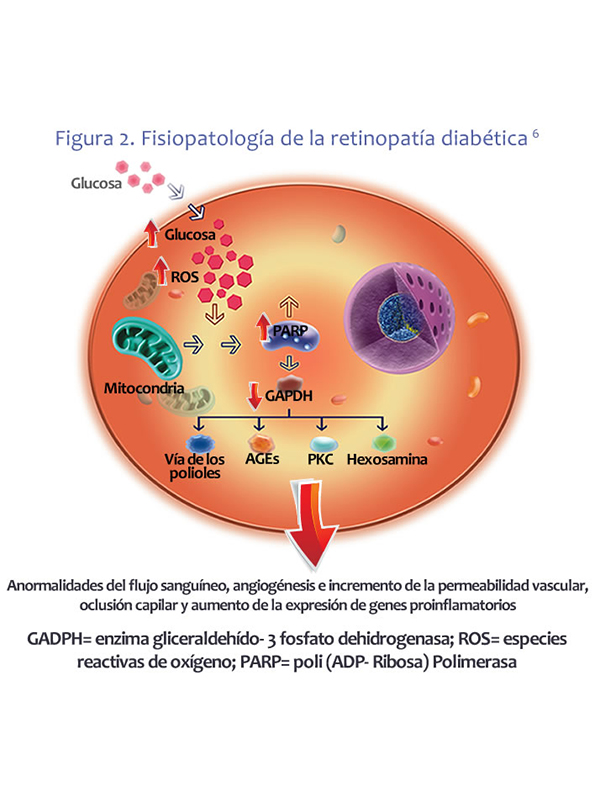 Figura 2. Fisiopatología de la retinopatía diabética 6
Glucosa
Glucosa
ROS
PARP
Mitocondria
GAPDH
Vía de los
polioles
AGEs
PKC
Hexosamina
Anormalidades del flujo sanguíneo, angiogénesis e incremento de la permeabilidad vascular,
oclusión capilar y aumento de la expresión de genes proinflamatorios
GADPH= enzima gliceraldehído- 3 fosfato dehidrogenasa; ROS= especies
reactivas de oxígeno; PARP= poli (ADP- Ribosa) Polimerasa